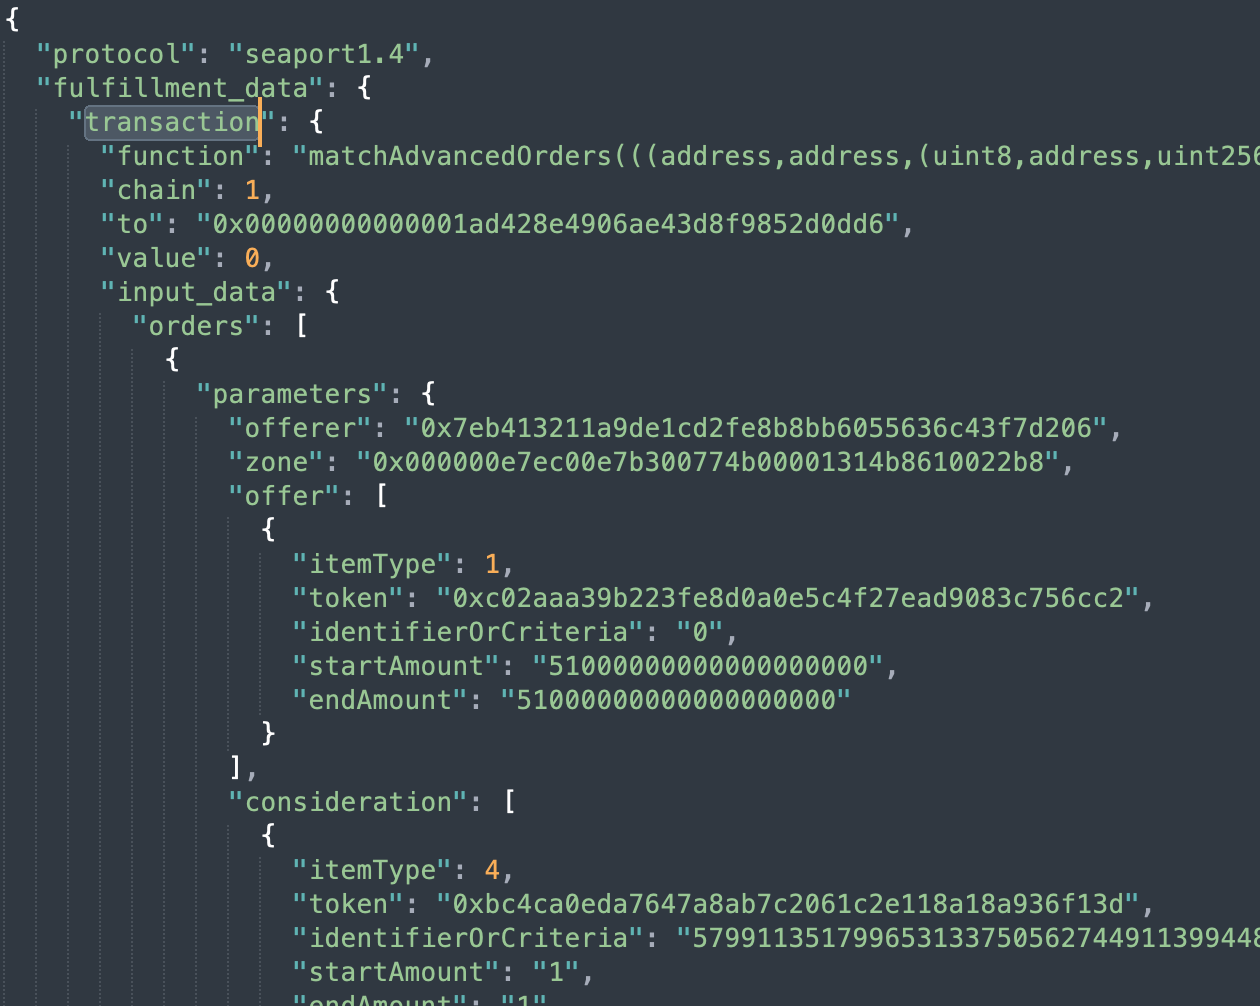 {
"protocol": "seaport1.4",
"fulfillment_data": {
"transaction": {
"function": "matchAdvancedOrders(((address,address,(uint8,address,uint256
"chain": 1,
"to": "0x00000000000001ad428e4906ae43d8f9852d0dd6",
"value": 0,
"input_data": {
"orders": [
{
"parameters": {
"offerer": "0x7eb413211a9de1cd2fe8b8bb6055636c43f7d206",
"zone": "0x000000e7ec00e7b300774b00001314b8610022b8",
"offer": [
{
"itemType": 1,
"token": "0xc02aaa39b223fe8d0a0e5c4f27ead9083c756cc2",
"identifierOrCriteria": "0",
"startAmount": "51000000000000000000",
"endAmount": "51000000000000000000"
}
],
"consideration": [
{
"itemType": 4,
"token": "0xbc4ca0eda7647a8ab7c2061c2e118a18a936f13d",
"identifierOrCriteria": "579911351799653133750562744911399448
"startAmount": "1",
"endAmount": "1"